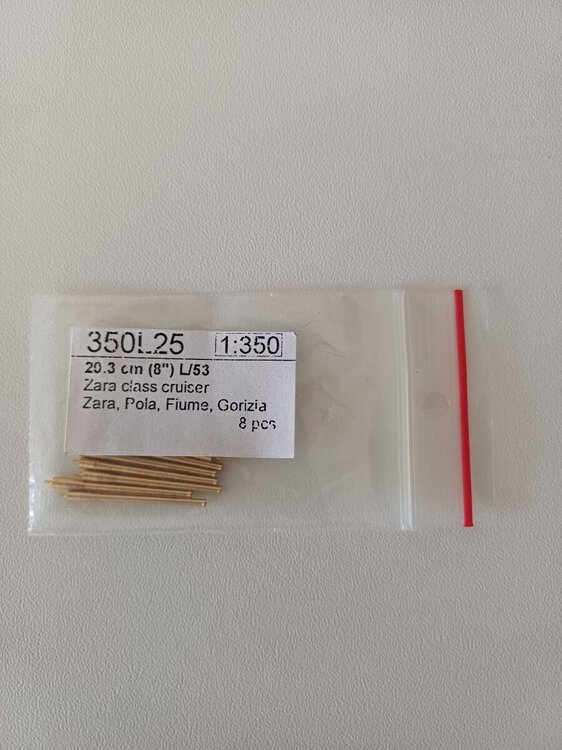 350L25 1:350
20.3 cm (8") L/53
Zara class cruiser
Zara, Pola, Fiume, Gorizia
8 pcs